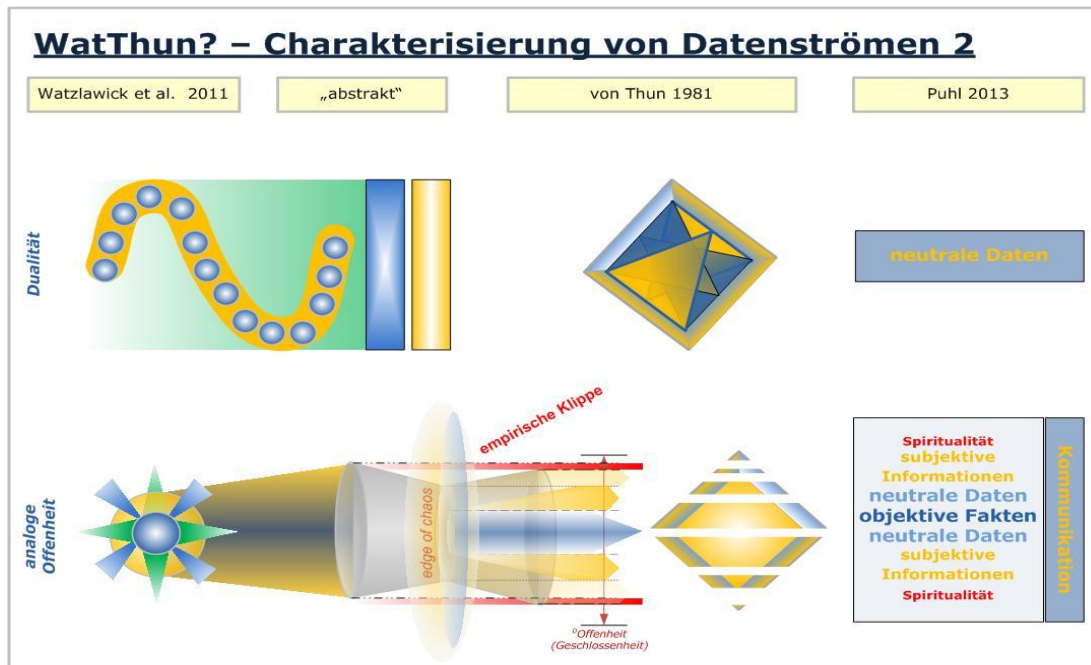 WatThun? – Charakterisierung von Datenströmen 2
Watzlawick et al.  2011
„abstrakt“
von Thun 1981
Puhl 2013
Dualität
neutrale Daten
analoge
Offenheit
edge of chaos
empirische Klippe
⁰Offenheit
(Geschlossenheit)
Spiritualität
subjektive
Informationen
neutrale Daten
objektive Fakten
neutrale Daten
subjektive
Informationen
Spiritualität
Kommunikation